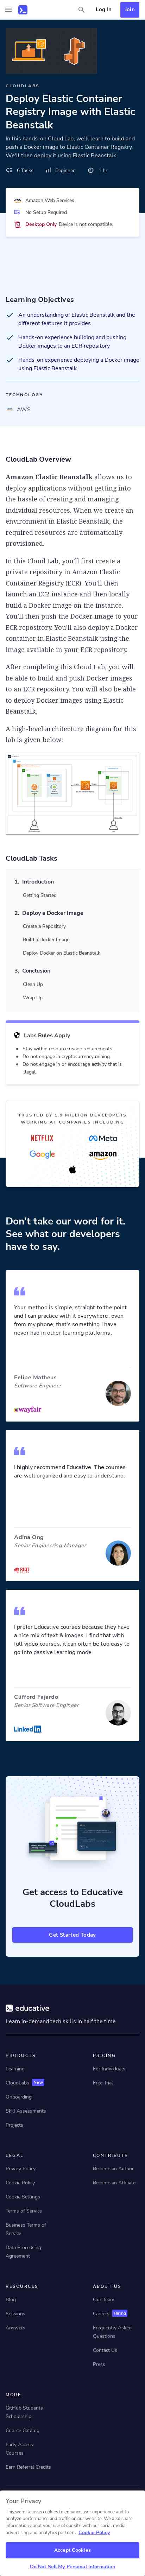 Log In
Join
CLOUDLABS
Deploy Elastic Container
Registry Image with Elastic
Beanstalk
In this hands-on Cloud Lab, we'll learn to build and
push a Docker image to Elastic Container Registry.
We'll then deploy it using Elastic Beanstalk.
6 Tasks
Beginner
1 hr
Amazon Web Services
No Setup Required
Desktop Only Device is not compatible.
Learning Objectives
An understanding of Elastic Beanstalk and the
different features it provides
Hands-on experience building and pushing
Docker images to an ECR repository
Hands-on experience deploying a Docker image
using Elastic Beanstalk
TECHNOLOGY
AWS
CloudLab Overview
Amazon Elastic Beanstalk allows us to
deploy applications without getting into
the hassle of creating and managing
individual resources. When we create an
environment with Elastic Beanstalk, the
required resources are automatically
provisioned.
In this Cloud Lab, you'll first create a
private repository in Amazon Elastic
Container Registry (ECR). You'll then
launch an EC2 instance and then locally
build a Docker image on the instance.
You'll then push the Docker image to your
ECR repository. You'll also deploy a Docker
container in Elastic Beanstalk using the
image available in your ECR repository.
After completing this Cloud Lab, you will
be able to build and push Docker images
to an ECR repository. You will also be able
to deploy Docker images using Elastic
Beanstalk.
A high-level architecture diagram for this
lab is given below:
CloudLab Tasks
1. Introduction
Getting Started
2. Deploy a Docker Image
Create a Repository
Build a Docker Image
Deploy Docker on Elastic Beanstalk
3. Conclusion
Clean Up
Wrap Up
Labs Rules Apply
Stay within resource usage requirements.
Do not engage in cryptocurrency mining.
Do not engage in or encourage activity that is
illegal.
TRUSTED BY 1.9 MILLION DEVELOPERS
WORKING AT COMPANIES INCLUDING
NETFLIX
Meta
Google
amazon
Don't take our word for it.
See what our developers
have to say.
Your method is simple, straight to the point
and I can practice with it everywhere, even
from my phone, that's something I have
never had in other learning platforms.
Felipe Matheus
Software Engineer
wayfair
I highly recommend Educative. The courses
are well organized and easy to understand.
Adina Ong
Senior Engineering Manager
I prefer Educative courses because they have
a nice mix of text & images. I find that with
full video courses, it can often be too easy to
go into passive learning mode.
Clifford Fajardo
Senior Software Engineer
LinkedIn
Get access to Educative
CloudLabs
Get Started Today
educative
Learn in-demand tech skills in half the time
PRODUCTS
Learning
CloudLabs New
Onboarding
Skill Assessments
Projects
PRICING
For Individuals
Free Trial
LEGAL
Privacy Policy
Cookie Policy
Cookie Settings
Terms of Service
Business Terms of
Service
Data Processing
Agreement
CONTRIBUTE
Become an Author
Become an Affiliate
RESOURCES
Blog
Sessions
Answers
ABOUT US
Our Team
Careers Hiring
Frequently Asked
Questions
Contact Us
Press
MORE
GitHub Students
Scholarship
Course Catalog
Early Access
Courses
Earn Referral Credits
Your Privacy
We use cookies to enhance user experience and to
analyze performance and traffic on our website. We
also share information about your use of our site with
our social media, advertising and analytics partners. Cookie Policy
Accept Cookies
Do Not Sell My Personal Information